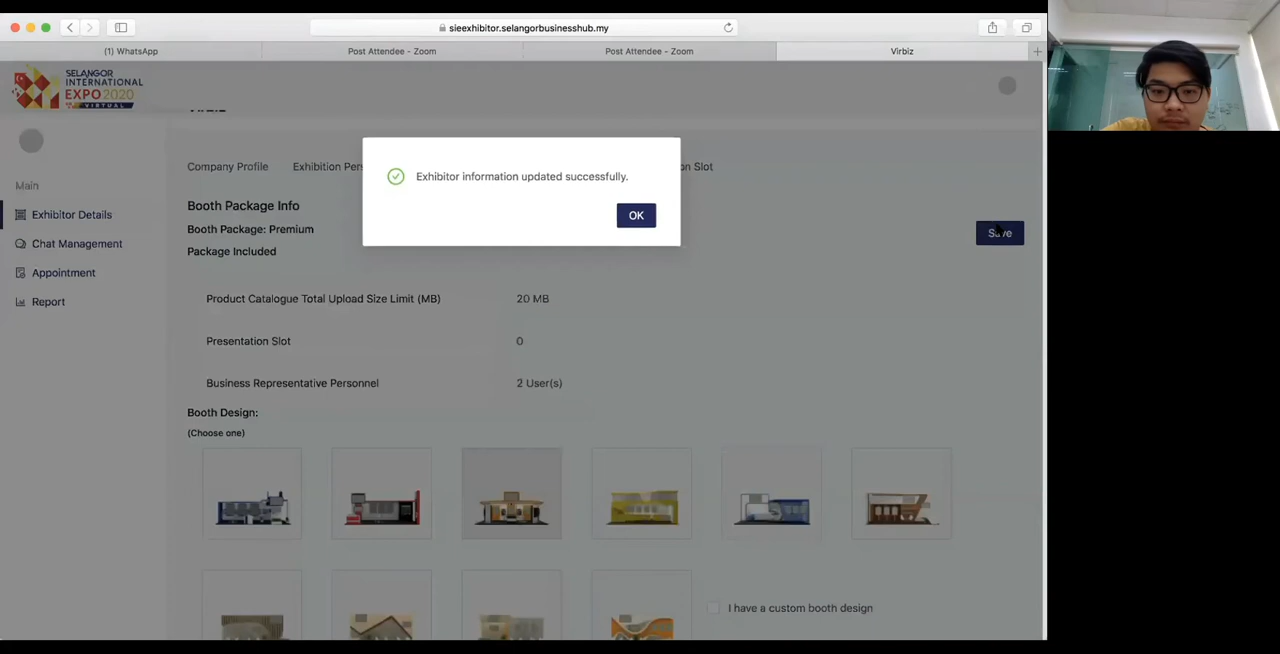 sieexhibitor.selangorbusinesshub.my
(1) WhatsApp
Post Attendee - Zoom
Post Attendee - Zoom
Virbiz
SELANGOR
INTERNATIONAL
EXPO2020
VIRTUAL
Company Profile
Exhibition Pers
n Slot
Exhibitor information updated successfully.
OK
Main
Exhibitor Details
Chat Management
Appointment
Report
Booth Package Info
Booth Package: Premium
Package Included
Save
Product Catalogue Total Upload Size Limit (MB) 20 MB
Presentation Slot 0
Business Representative Personnel 2 User(s)
Booth Design:
(Choose one)
I have a custom booth design